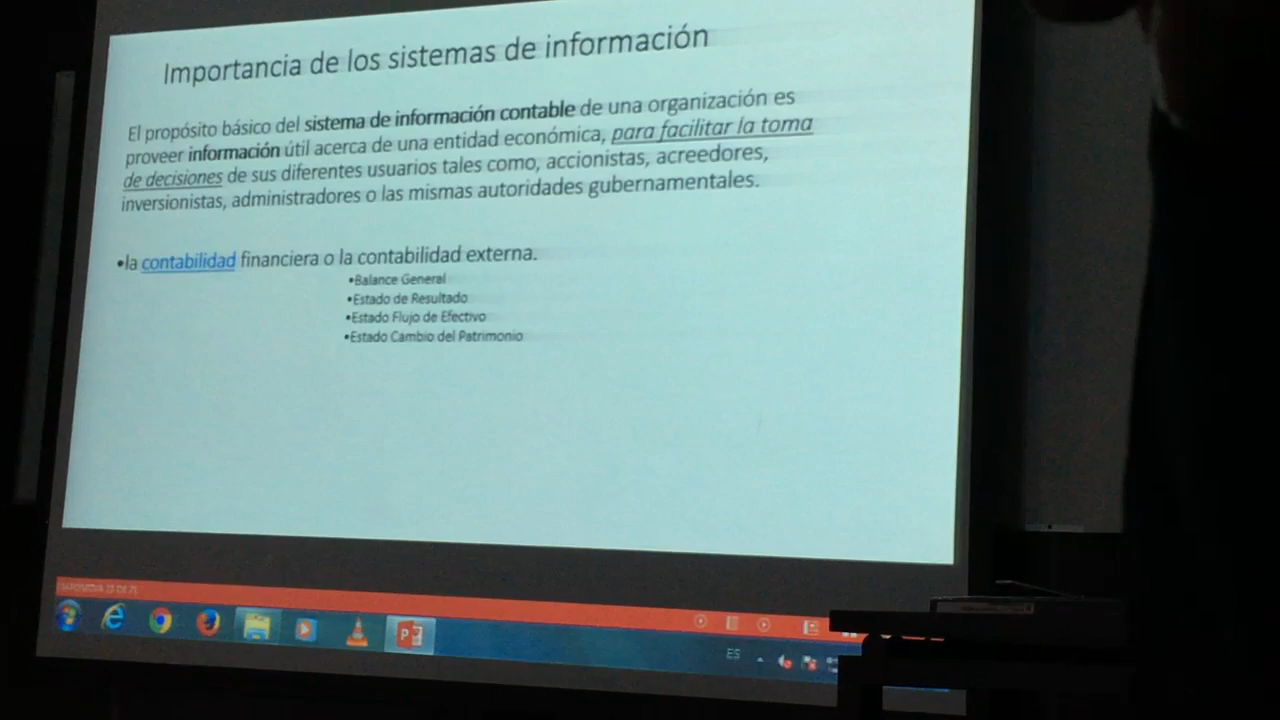 Importancia de los sistemas de información
El propósito básico del sistema de información contable de una organización es
proveer información útil acerca de una entidad económica, para facilitar la toma
de decisiones de sus diferentes usuarios tales como, accionistas, acreedores,
inversionistas, administradores o las mismas autoridades gubernamentales.
•la contabilidad financiera o la contabilidad externa.
•Balance General
•Estado de Resultado
•Estado Flujo de Efectivo
•Estado Cambio del Patrimonio
ES